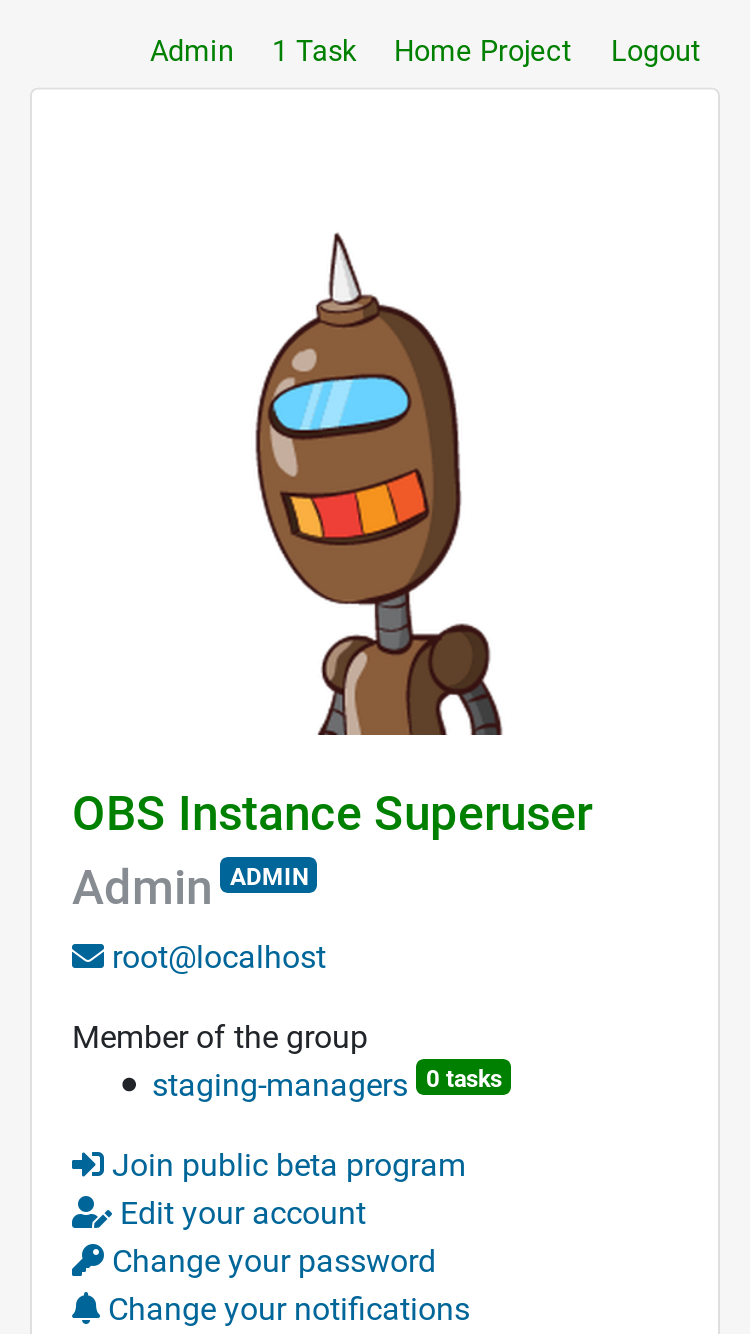 Admin 1 Task Home Project Logout
OBS Instance Superuser
Admin ADMIN
root@localhost
Member of the group
staging-managers 0 tasks
Join public beta program
Edit your account
Change your password
Change your notifications